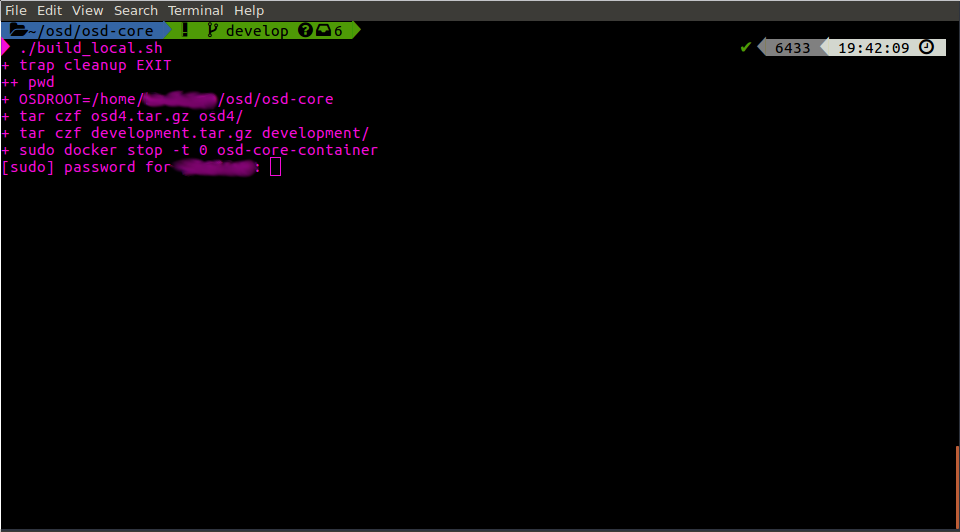 File Edit View Search Terminal Help
~/osd/osd-core ! develop ? 6
./build_local.sh ✔ 6433 19:42:09
+ trap cleanup EXIT
++ pwd
+ OSDROOT=/home/ /osd/osd-core
+ tar czf osd4.tar.gz osd4/
+ tar czf development.tar.gz development/
+ sudo docker stop -t 0 osd-core-container
[sudo] password for :